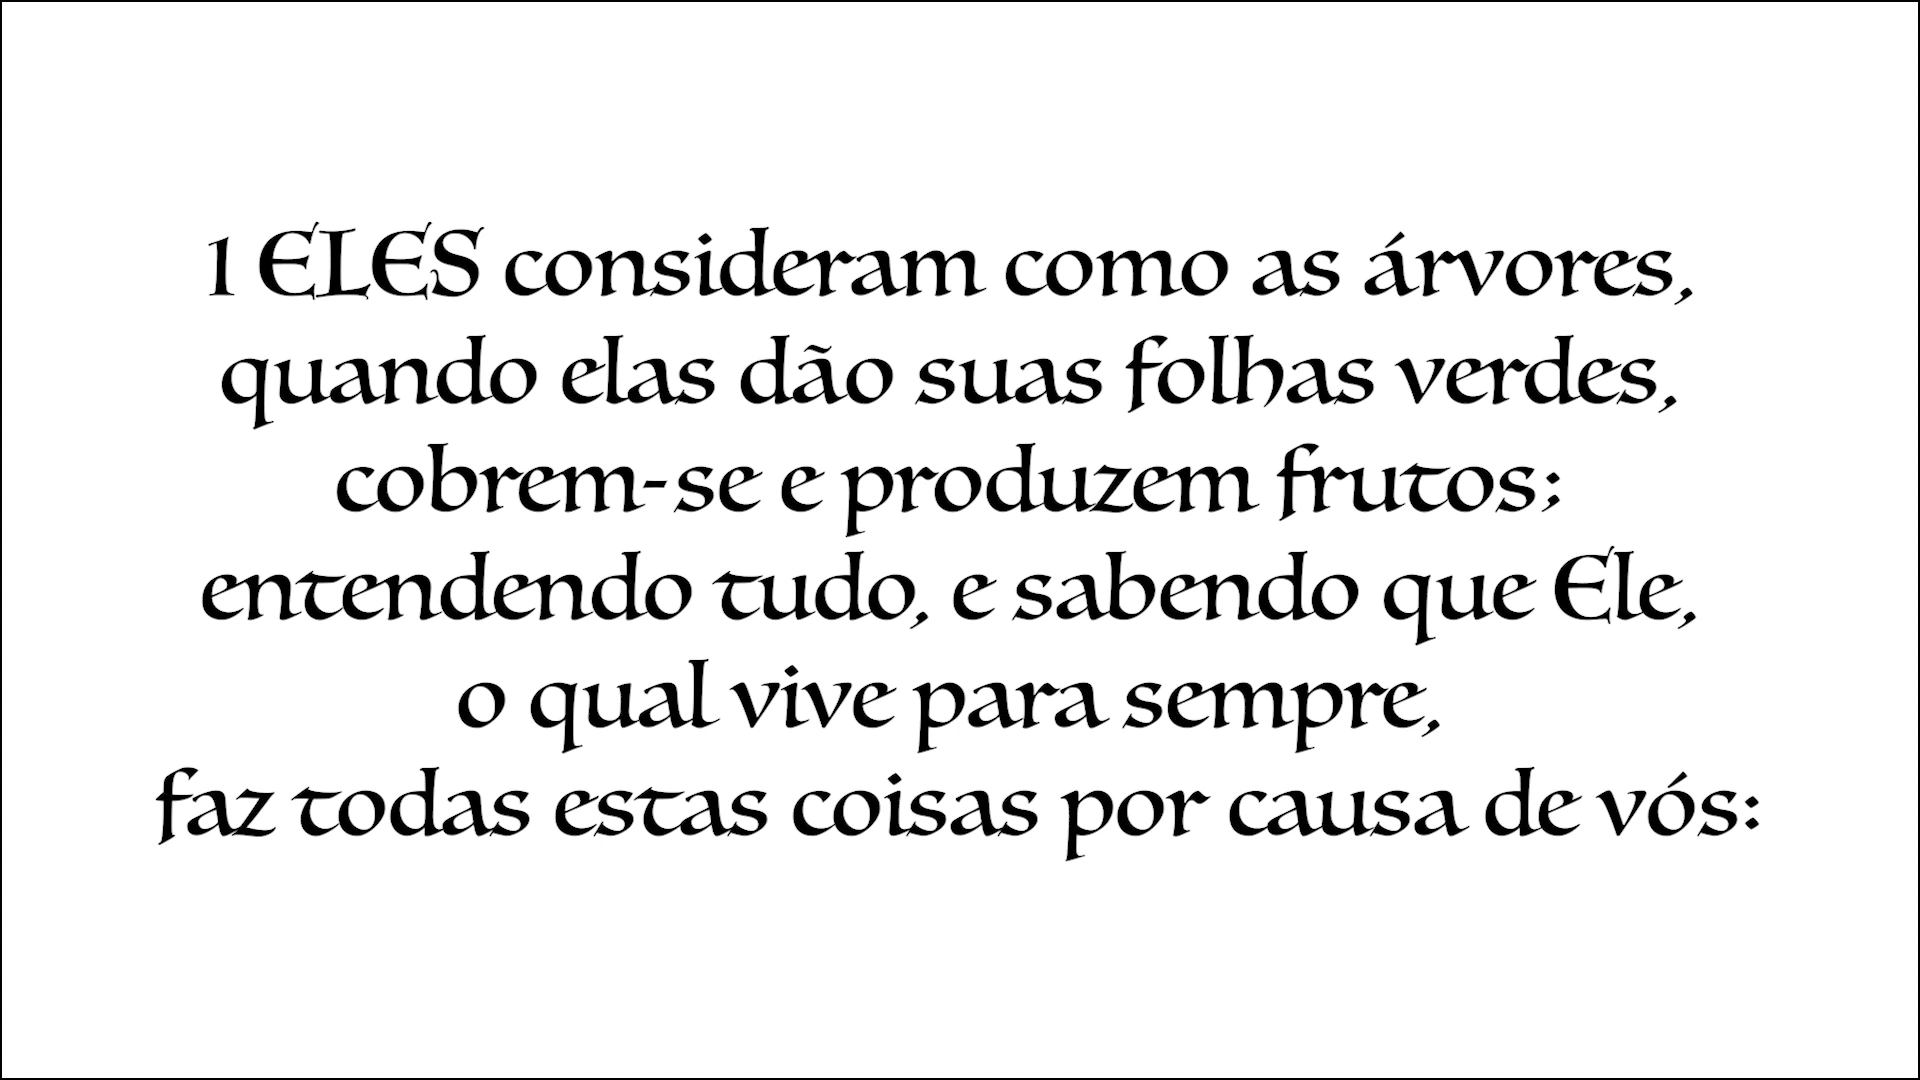 1 ELES consideram como as árvores,
quando elas dão suas folhas verdes,
cobrem-se e produzem frutos;
entendendo tudo, e sabendo que Ele,
o qual vive para sempre,
faz todas estas coisas por causa de vós: